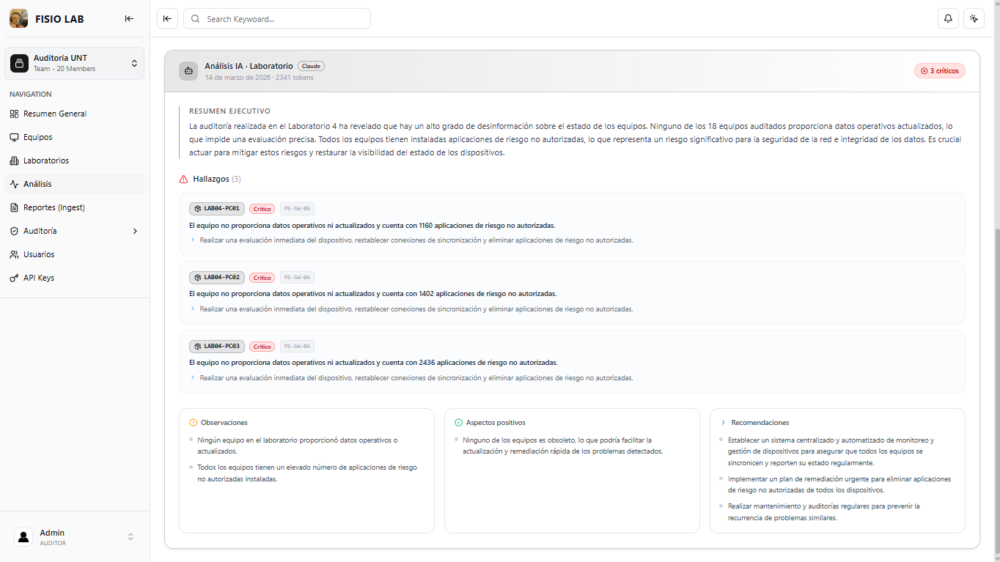 FISIO LAB
Search Keywoard...
Auditoria UNT
Team - 20 Members
NAVIGATION
Resumen General
Equipos
Laboratorios
Análisis
Reportes (Ingest)
Auditoría
Usuarios
API Keys
Admin
AUDITOR
Análisis IA · Laboratorio Claude
14 de marzo de 2026 · 2341 tokens
3 críticos
RESUMEN EJECUTIVO
La auditoría realizada en el Laboratorio 4 ha revelado que hay un alto grado de desinformación sobre el estado de los equipos. Ninguno de los 18 equipos auditados proporciona datos operativos actualizados, lo
que impide una evaluación precisa. Todos los equipos tienen instaladas aplicaciones de riesgo no autorizadas, lo que representa un riesgo significativo para la seguridad de la red e integridad de los datos. Es crucial
actuar para mitigar estos riesgos y restaurar la visibilidad del estado de los dispositivos.
Hallazgos (3)
LAB04-PC01 Crítico PS-SW-06
El equipo no proporciona datos operativos ni actualizados y cuenta con 1160 aplicaciones de riesgo no autorizadas.
Realizar una evaluación inmediata del dispositivo, restablecer conexiones de sincronización y eliminar aplicaciones de riesgo no autorizadas.
LAB04-PC02 Crítico PS-SW-06
El equipo no proporciona datos operativos ni actualizados y cuenta con 1402 aplicaciones de riesgo no autorizadas.
Realizar una evaluación inmediata del dispositivo, restablecer conexiones de sincronización y eliminar aplicaciones de riesgo no autorizadas.
LAB04-PC03 Crítico PS-SW-06
El equipo no proporciona datos operativos ni actualizados y cuenta con 2436 aplicaciones de riesgo no autorizadas.
Realizar una evaluación inmediata del dispositivo, restablecer conexiones de sincronización y eliminar aplicaciones de riesgo no autorizadas.
Observaciones
Ningún equipo en el laboratorio proporcionó datos operativos o
actualizados.
Todos los equipos tienen un elevado número de aplicaciones de riesgo
no autorizadas instaladas.
Aspectos positivos
Ninguno de los equipos es obsoleto, lo que podría facilitar la
actualización y remediación rápida de los problemas detectados.
Recomendaciones
Establecer un sistema centralizado y automatizado de monitoreo y
gestión de dispositivos para asegurar que todos los equipos se
sincronicen y reporten su estado regularmente.
Implementar un plan de remediación urgente para eliminar aplicaciones
de riesgo no autorizadas de todos los dispositivos.
Realizar mantenimiento y auditorías regulares para prevenir la
recurrencia de problemas similares.